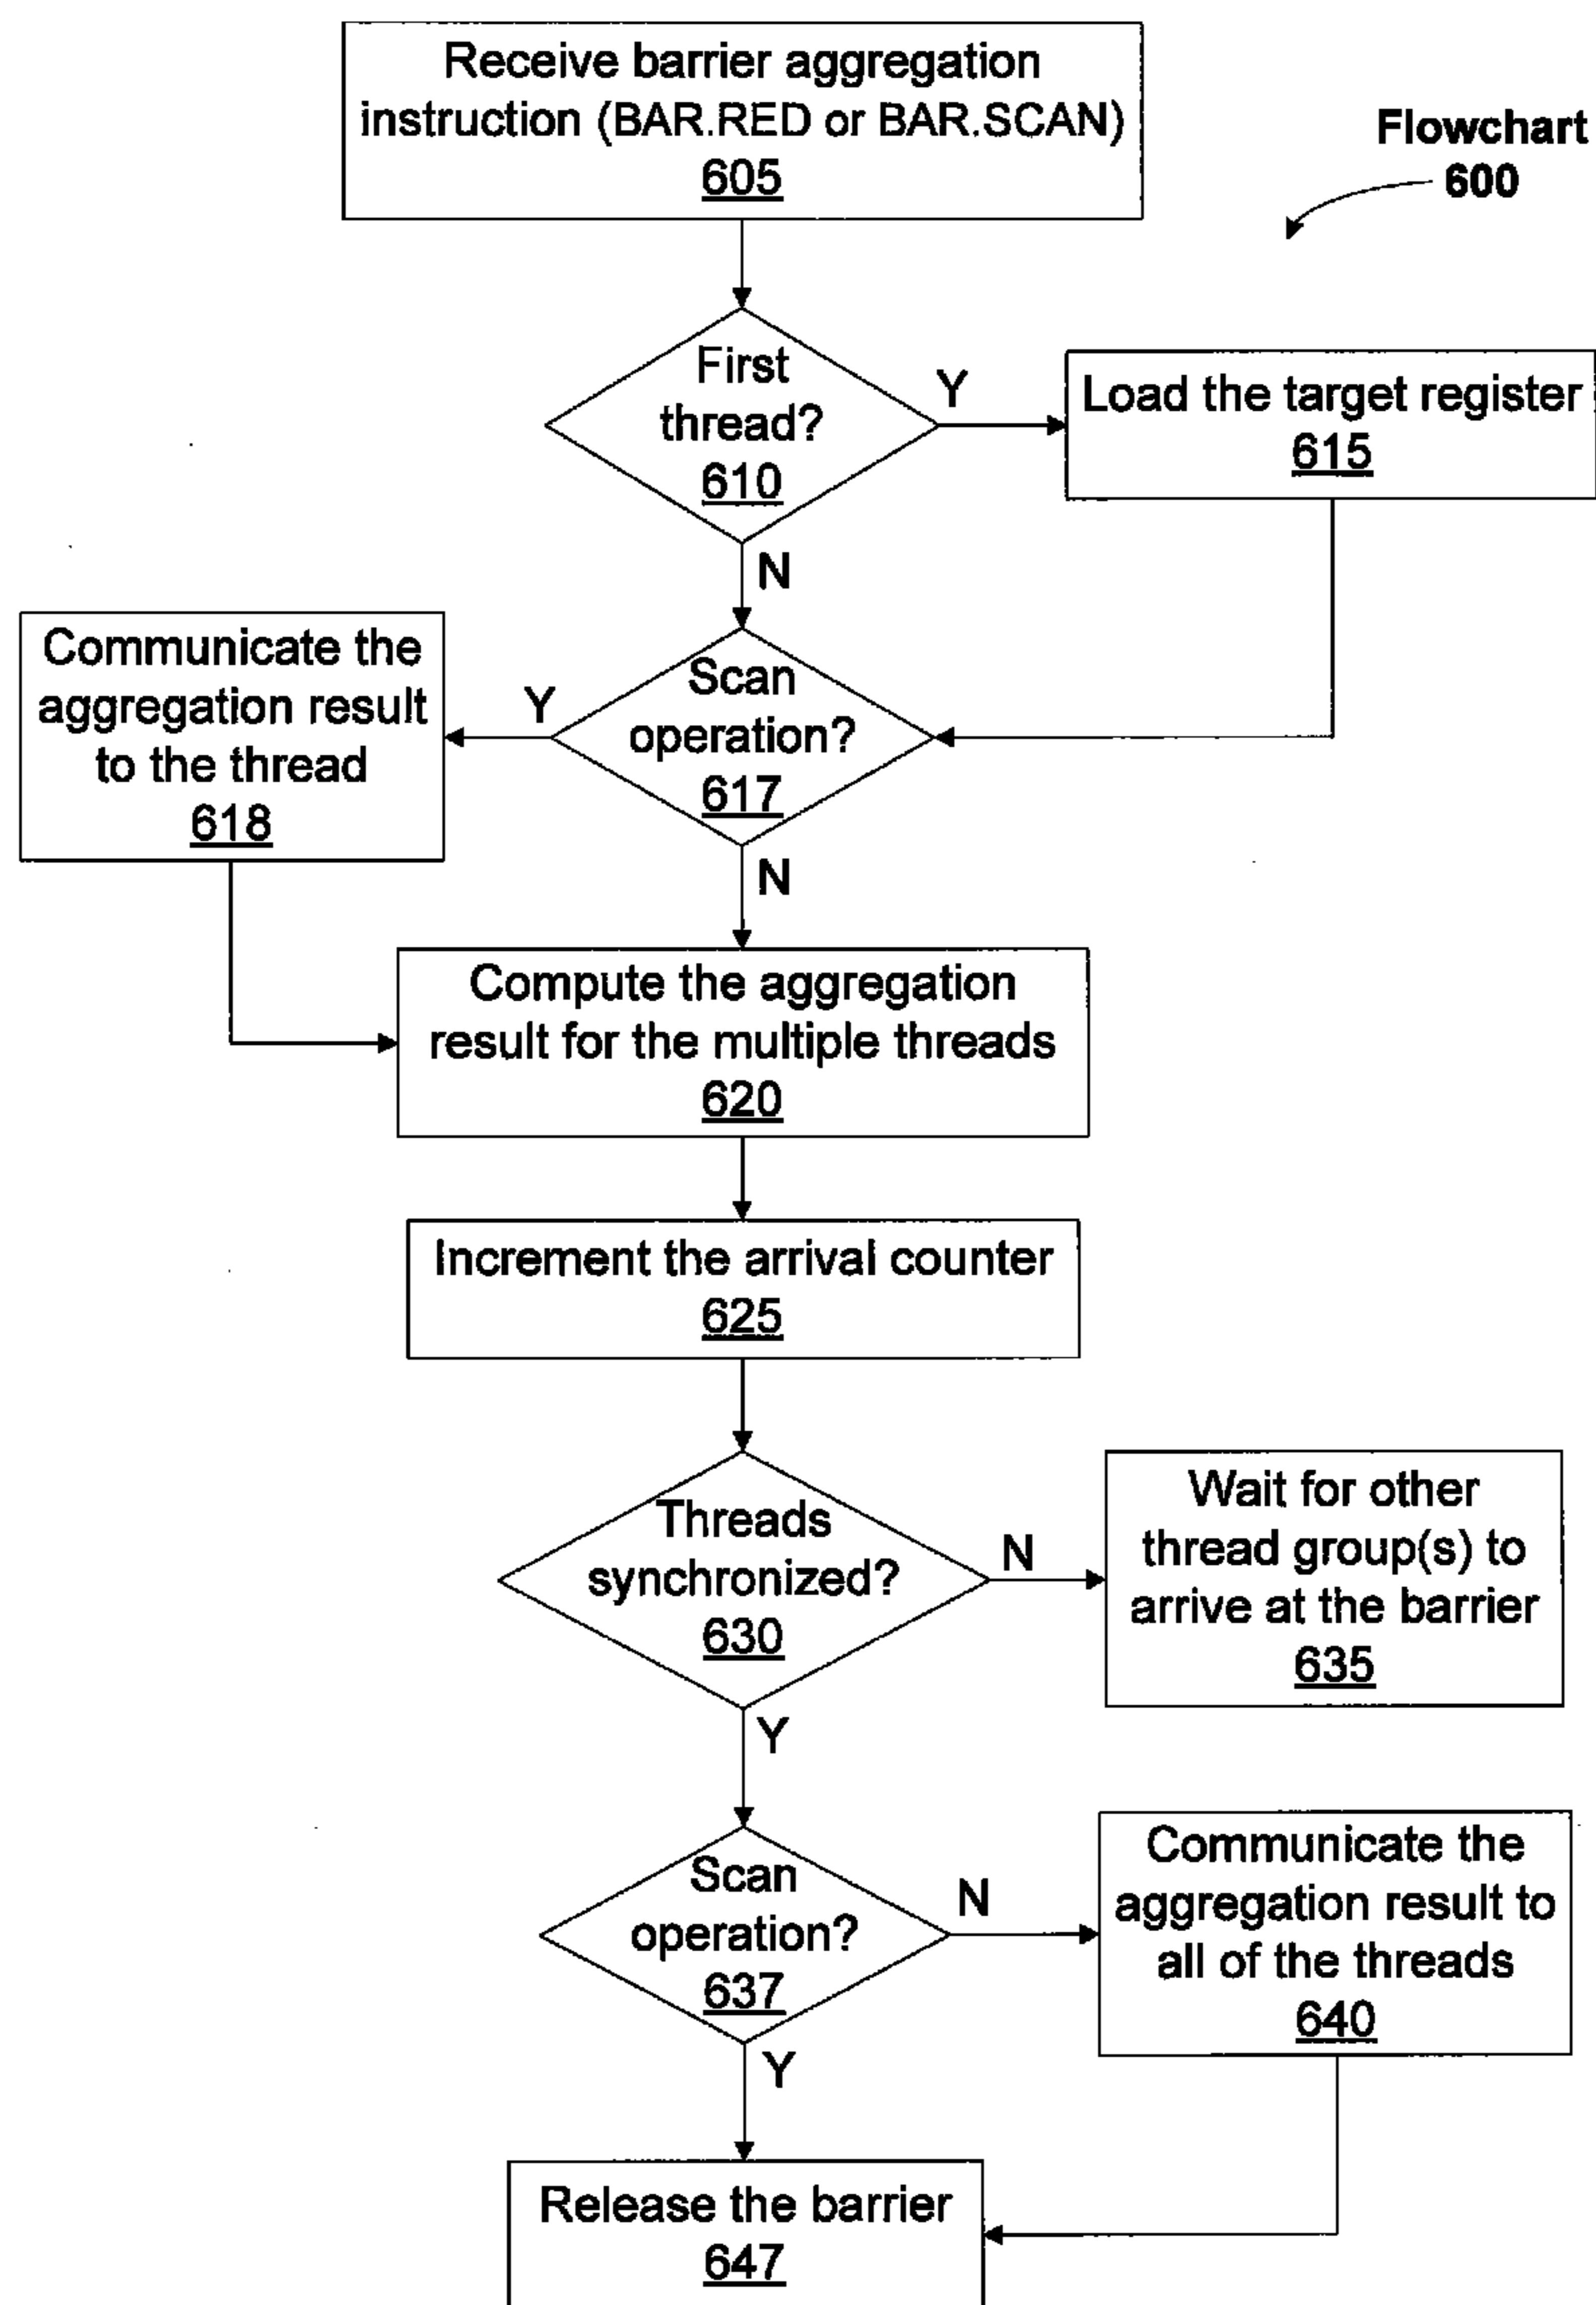 Receive barrier aggregation
instruction (BAR.RED or BAR.SCAN)
605
Flowchart
600
First
thread?
610
Y
Load the target register
615
N
Scan
operation?
617
Y
Communicate the
aggregation result
to the thread
618
N
Compute the aggregation
result for the multiple threads
620
Increment the arrival counter
625
Threads
synchronized?
630
N
Wait for other
thread group(s) to
arrive at the barrier
635
Y
Scan
operation?
637
N
Communicate the
aggregation result to
all of the threads
640
Y
Release the barrier
647